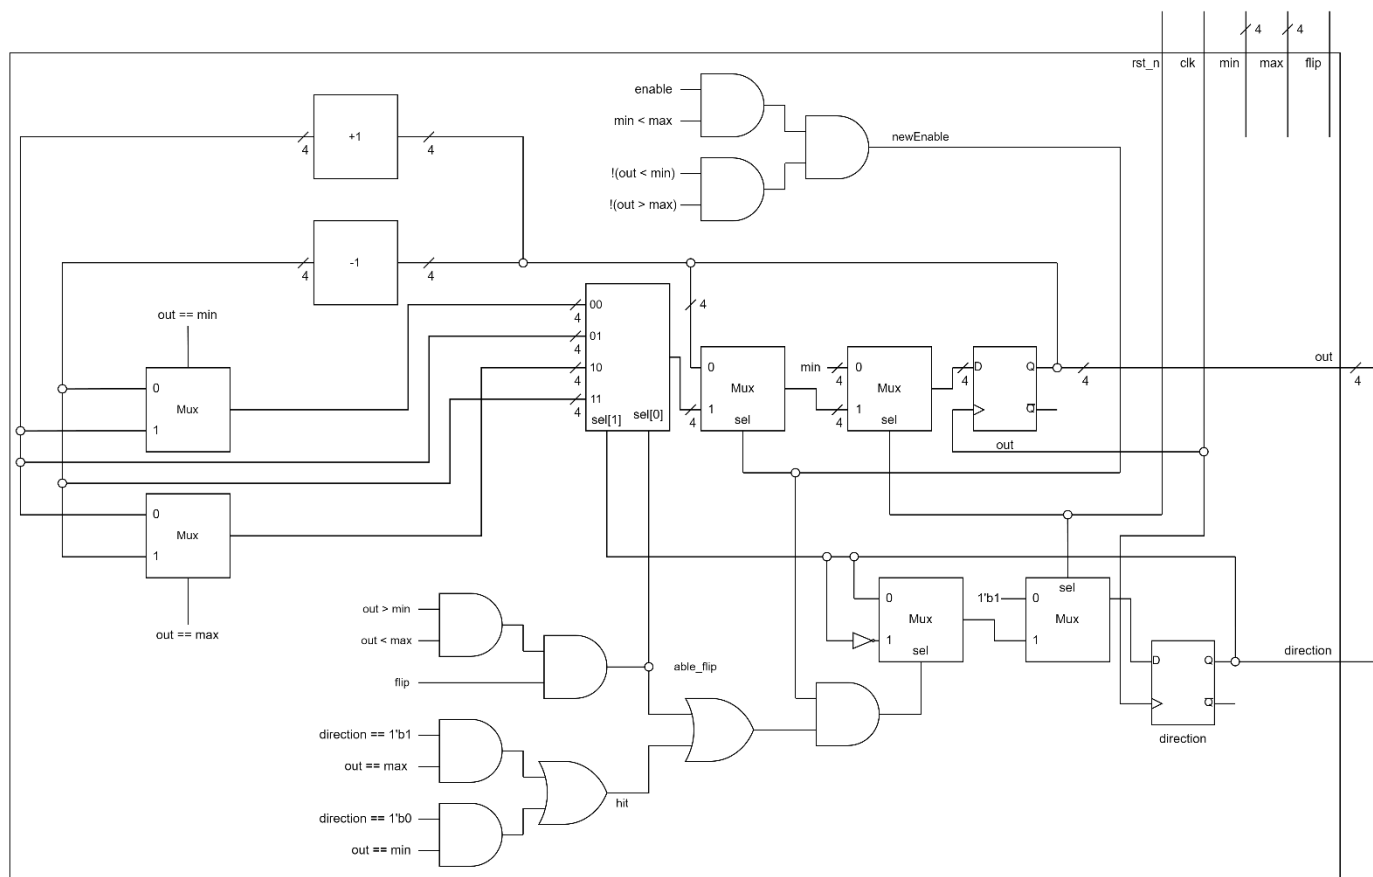 4
4
rst_n
clk
min
max
flip
enable
min < max
newEnable
+1
4
4
!(out < min)
!(out > max)
-1
4
4
out == min
00
4
01
4
10
4
11
4
sel[1]
sel[0]
4
0
1
4
Mux
sel
min
4
0
4
1
Mux
sel
4
D
Q
Q
4
out
4
out
0
Mux
1
0
Mux
1
out == max
out > min
out < max
flip
able_flip
direction == 1'b1
out == max
hit
direction == 1'b0
out == min
0
Mux
1
sel
1'b1
sel
0
Mux
1
D
Q
Q
direction
direction